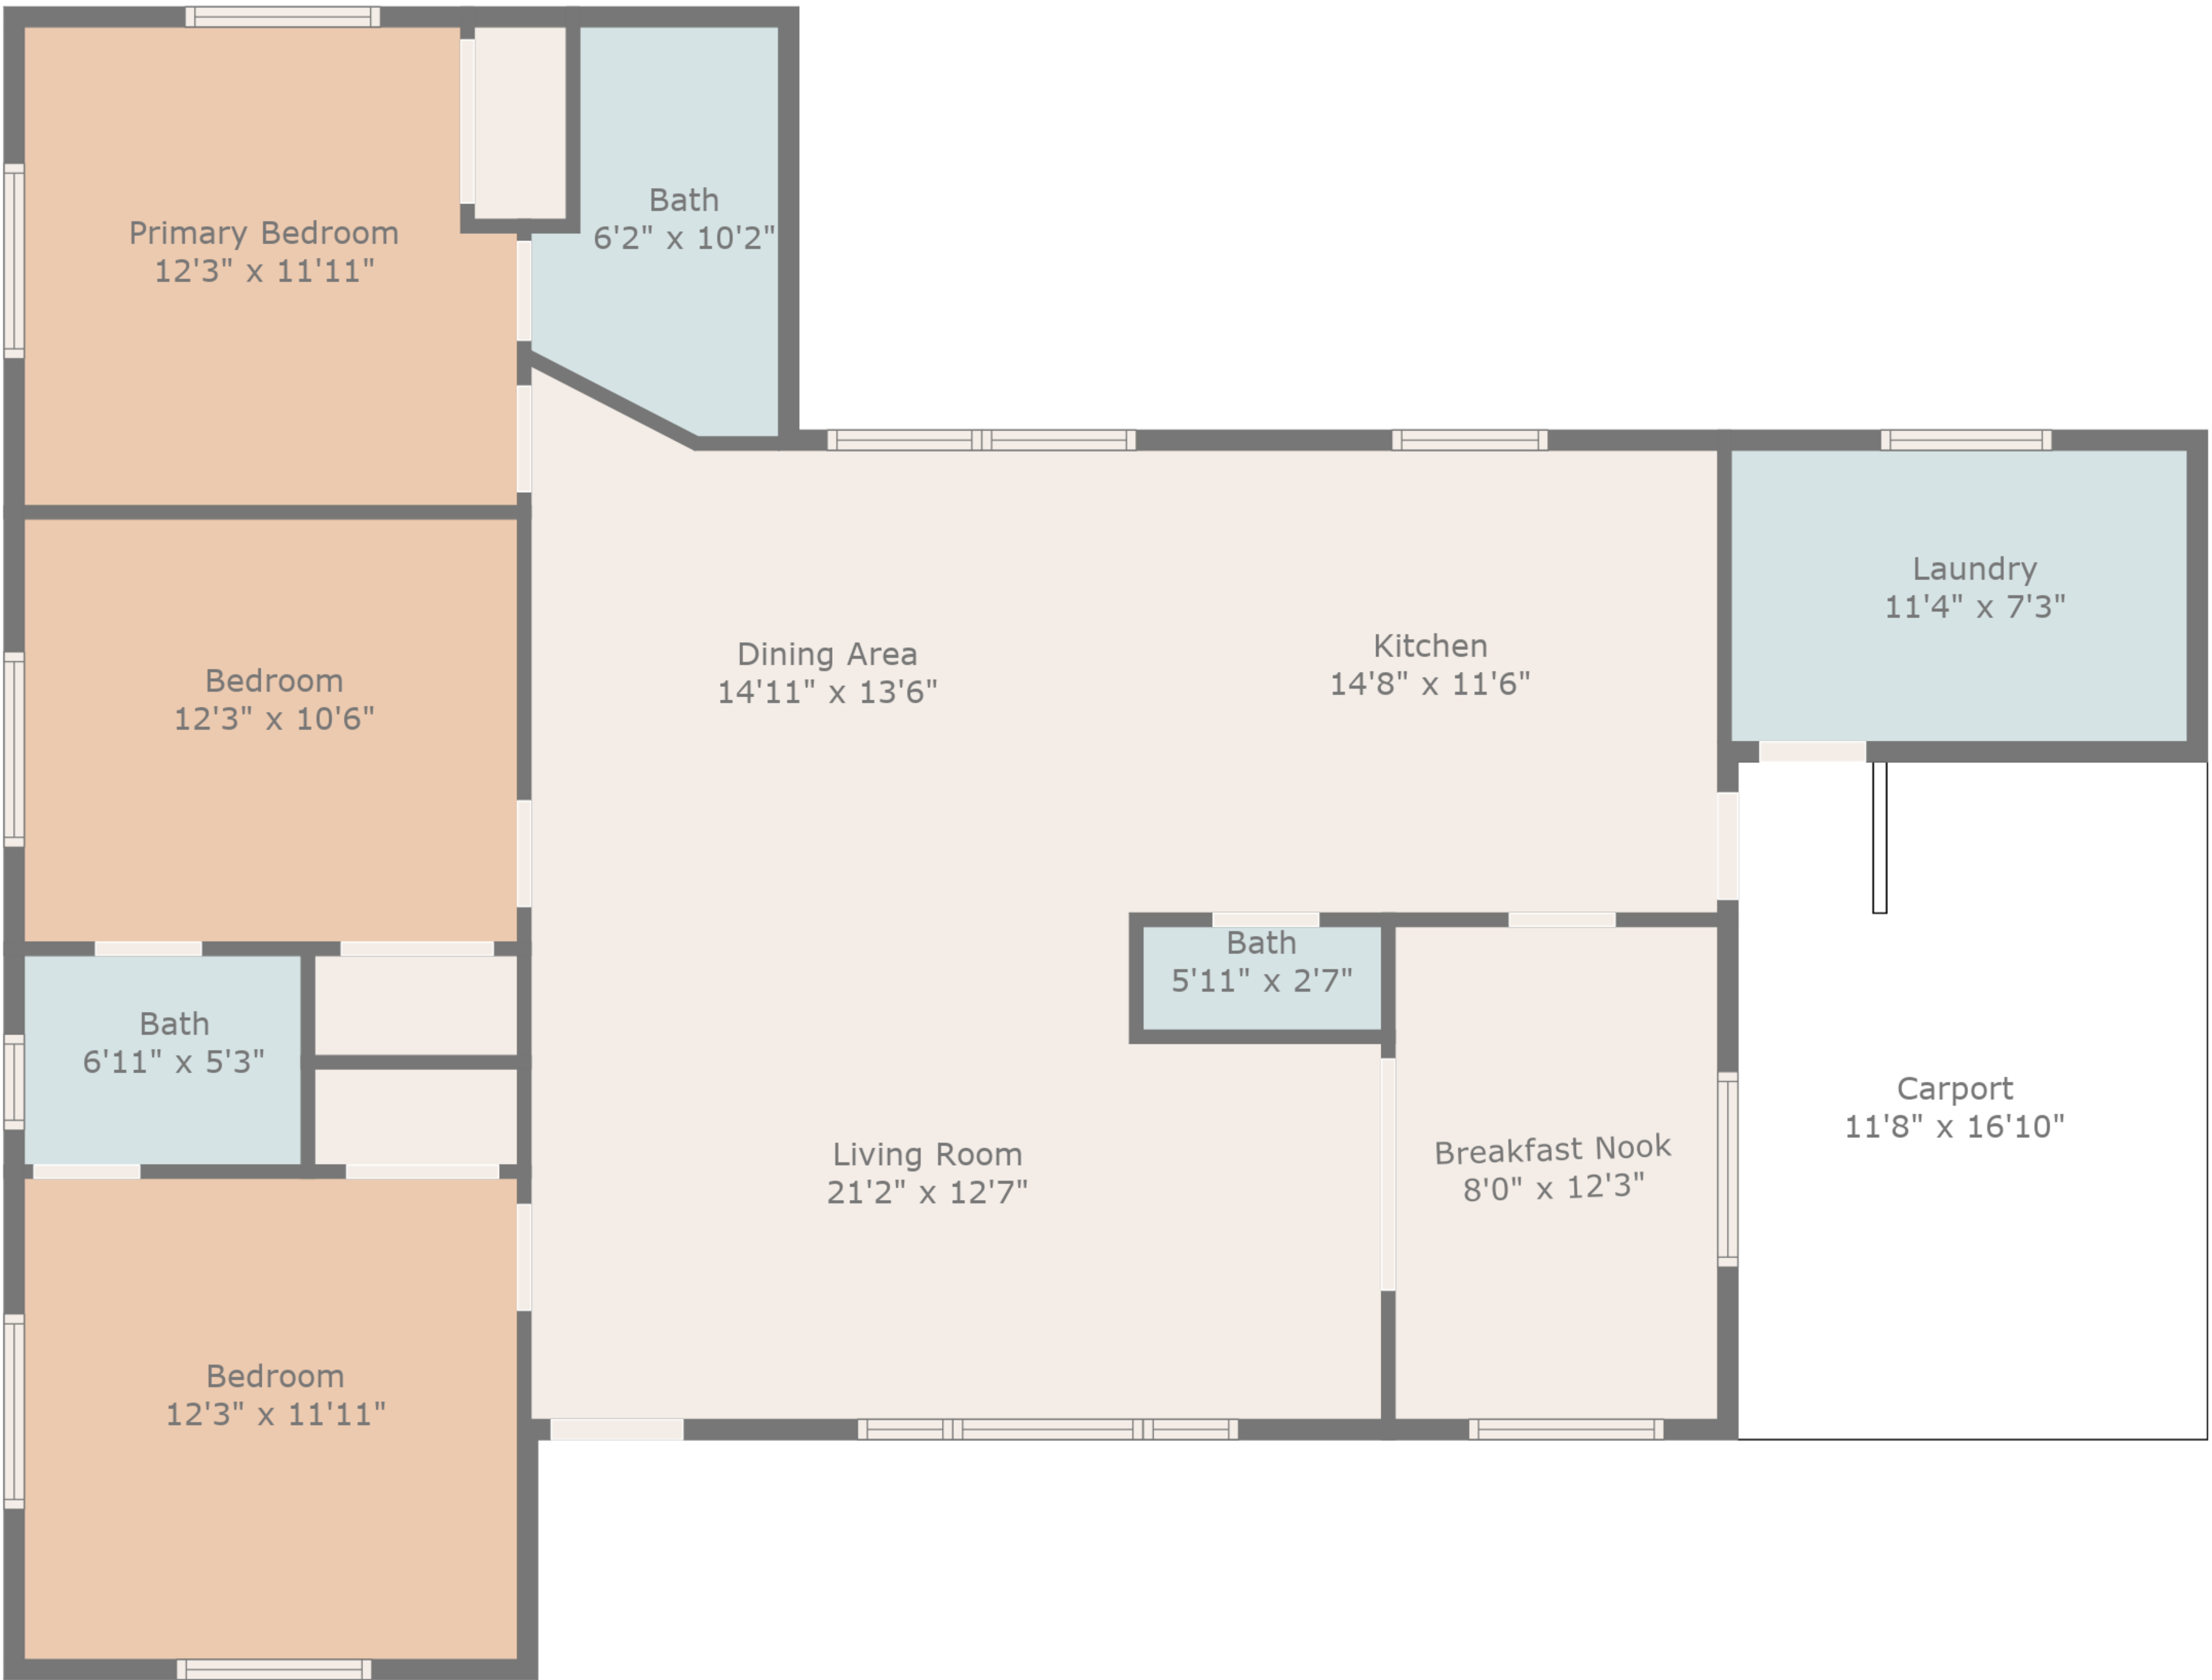 Primary Bedroom
12'3" x 11'11"
Bath
6'2" x 10'2"
Laundry
11'4" x 7'3"
Dining Area
14'11" x 13'6"
Kitchen
14'8" x 11'6"
Bedroom
12'3" x 10'6"
Bath
5'11" x 2'7"
Bath
6'11" x 5'3"
Living Room
21'2" x 12'7"
Breakfast Nook
8'0" x 12'3"
Carport
11'8" x 16'10"
Bedroom
12'3" x 11'11"